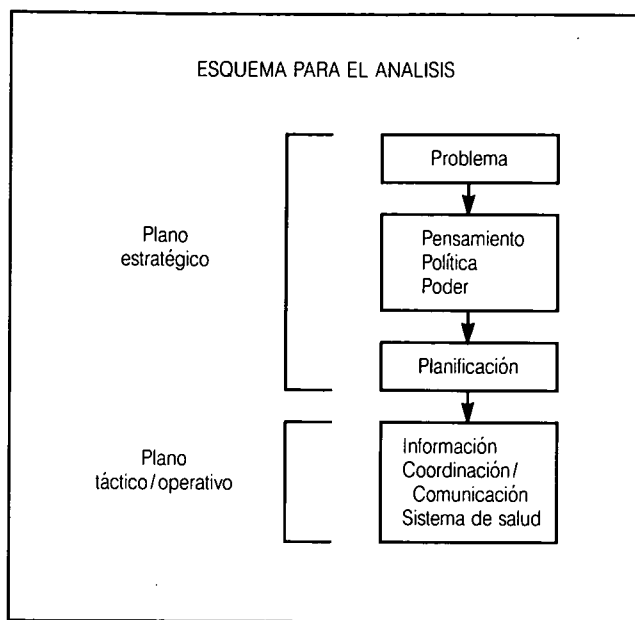 ESQUEMA PARA EL ANALISIS
Plano
estratégico
Problema
Pensamiento
Política
Poder
Planificación
Plano
táctico/operativo
Información
Coordinación/
Comunicación
Sistema de salud